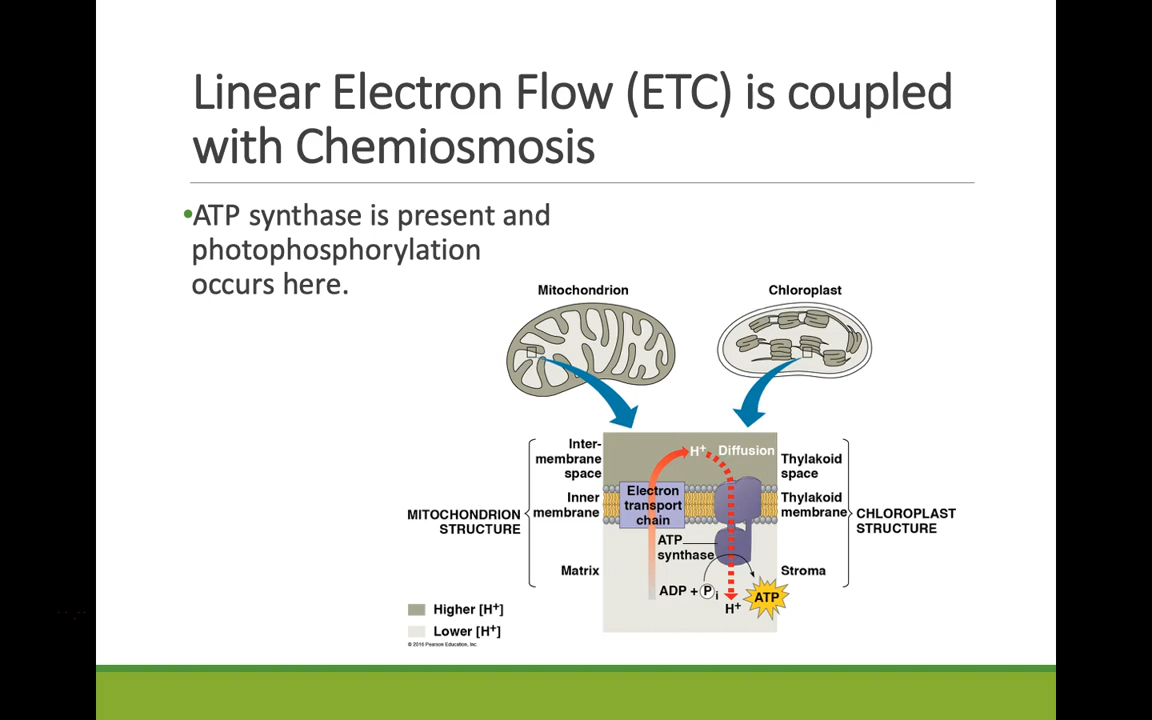 Linear Electron Flow (ETC) is coupled
with Chemiosmosis
•ATP synthase is present and
photophosphorylation
occurs here.
Mitochondrion
Chloroplast
Inter-
membrane
space
Inner
membrane
MITOCHONDRION
STRUCTURE
Matrix
H+
Diffusion
Electron
transport
chain
ATP
synthase
ADP + P i
H+
ATP
Thylakoid
space
Thylakoid
membrane
CHLOROPLAST
STRUCTURE
Stroma
Higher [H+]
Lower [H+]
© 2010 Pearson Education, Inc.